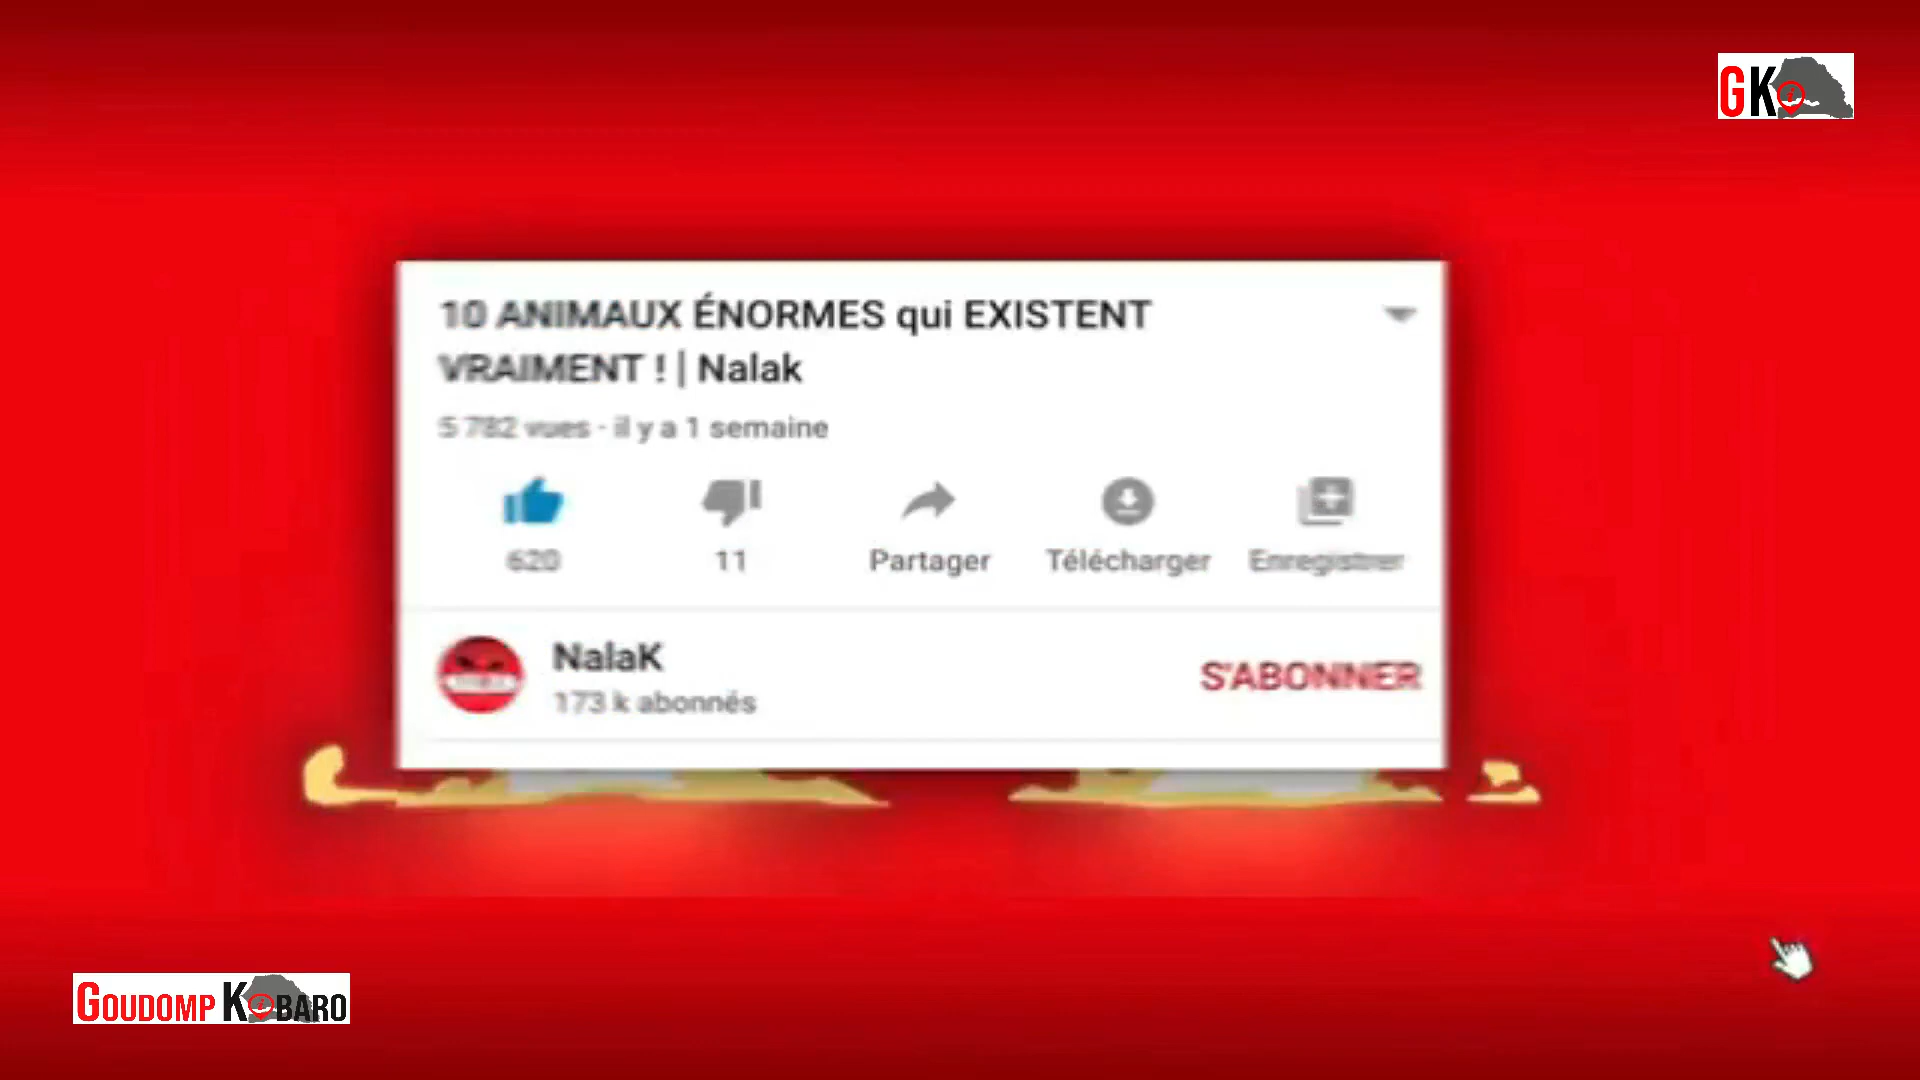 GK
10 ANIMAUX ÉNORMES qui EXISTENT
VRAIMENT ! | Nalak
5 782 vues - il y a 1 semaine
620
11
Partager
Télécharger
Enregistrer
NalaK
173 k abonnés
S'ABONNER
GOUDOMP KOBARO